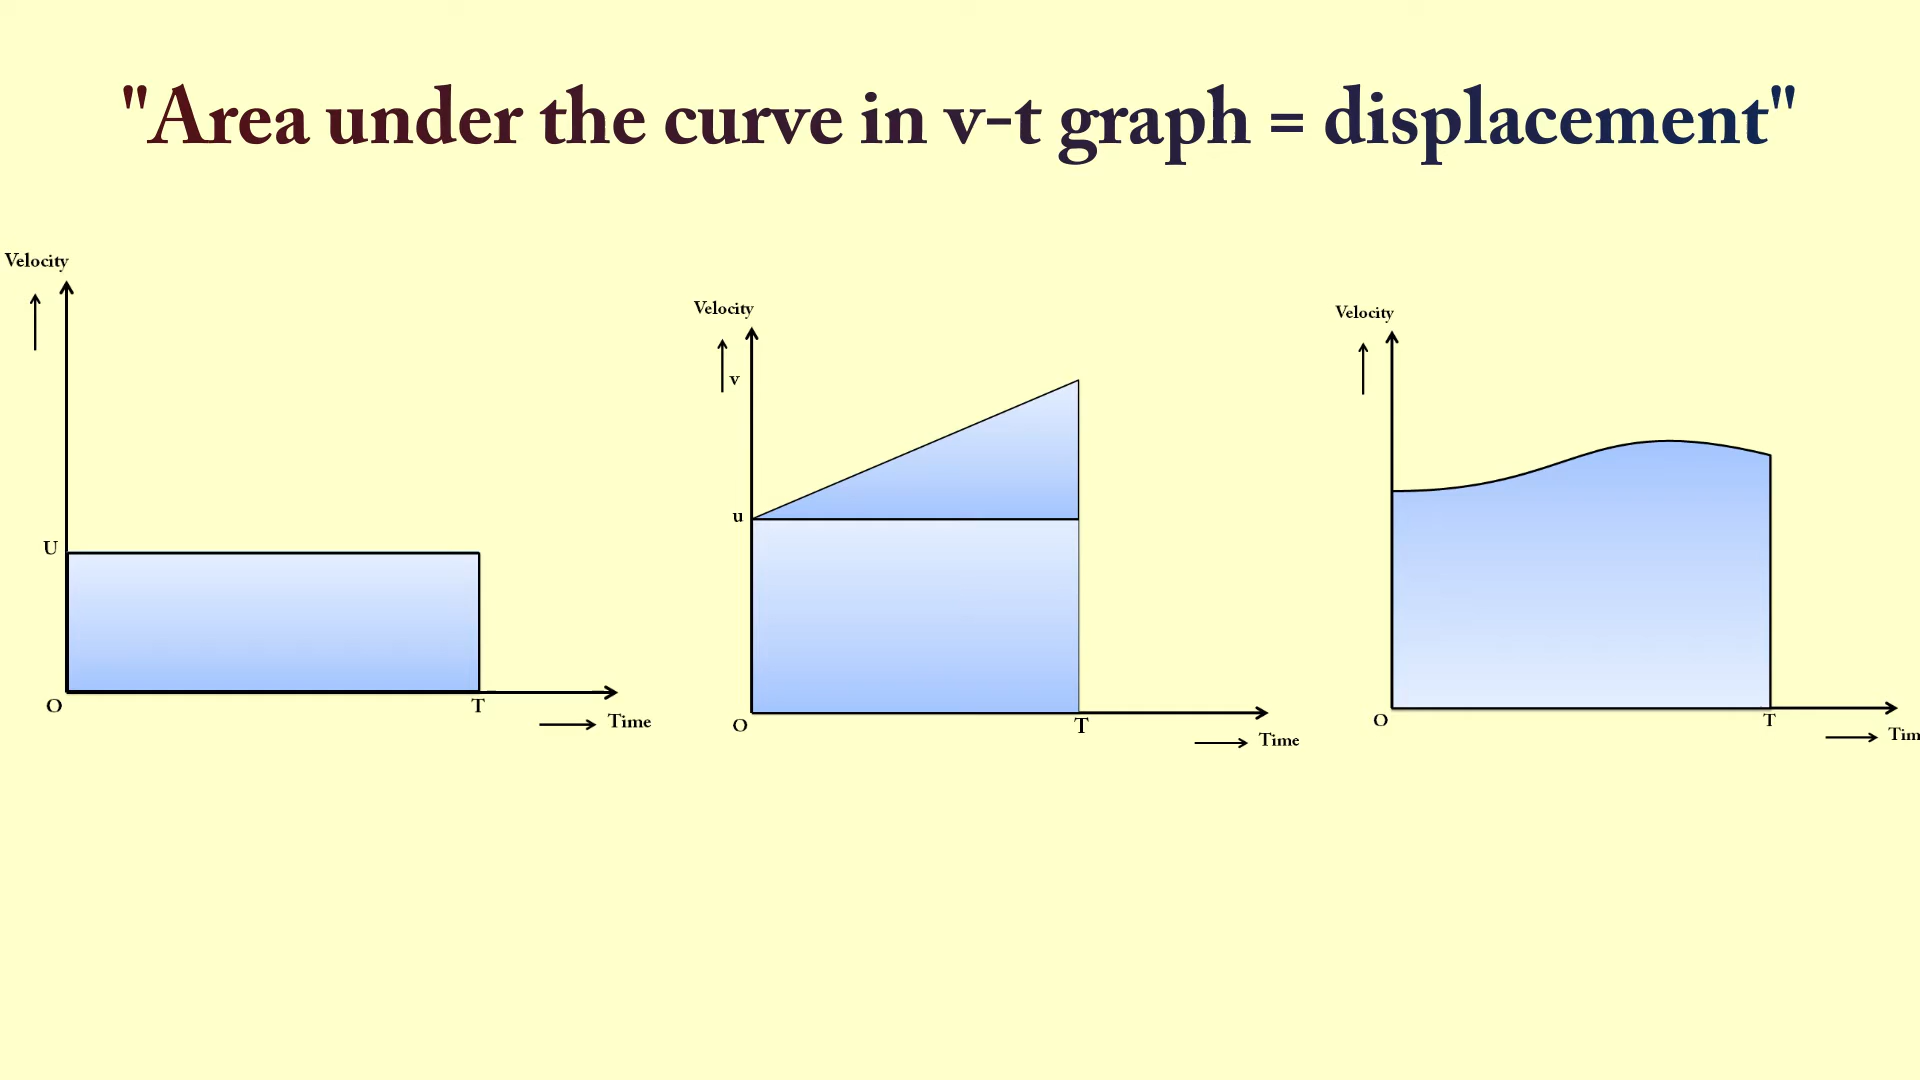 "Area under the curve in v-t graph = displacement"
Velocity
U
O
T
Time
Velocity
v
u
O
T
Time
Velocity
O
T
Tim